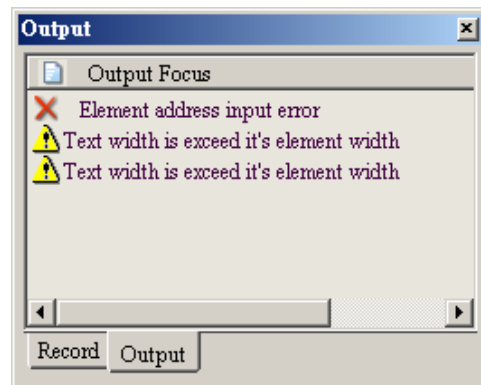 Output
Output Focus
Element address input error
Text width is exceed it's element width
Text width is exceed it's element width
Record Output